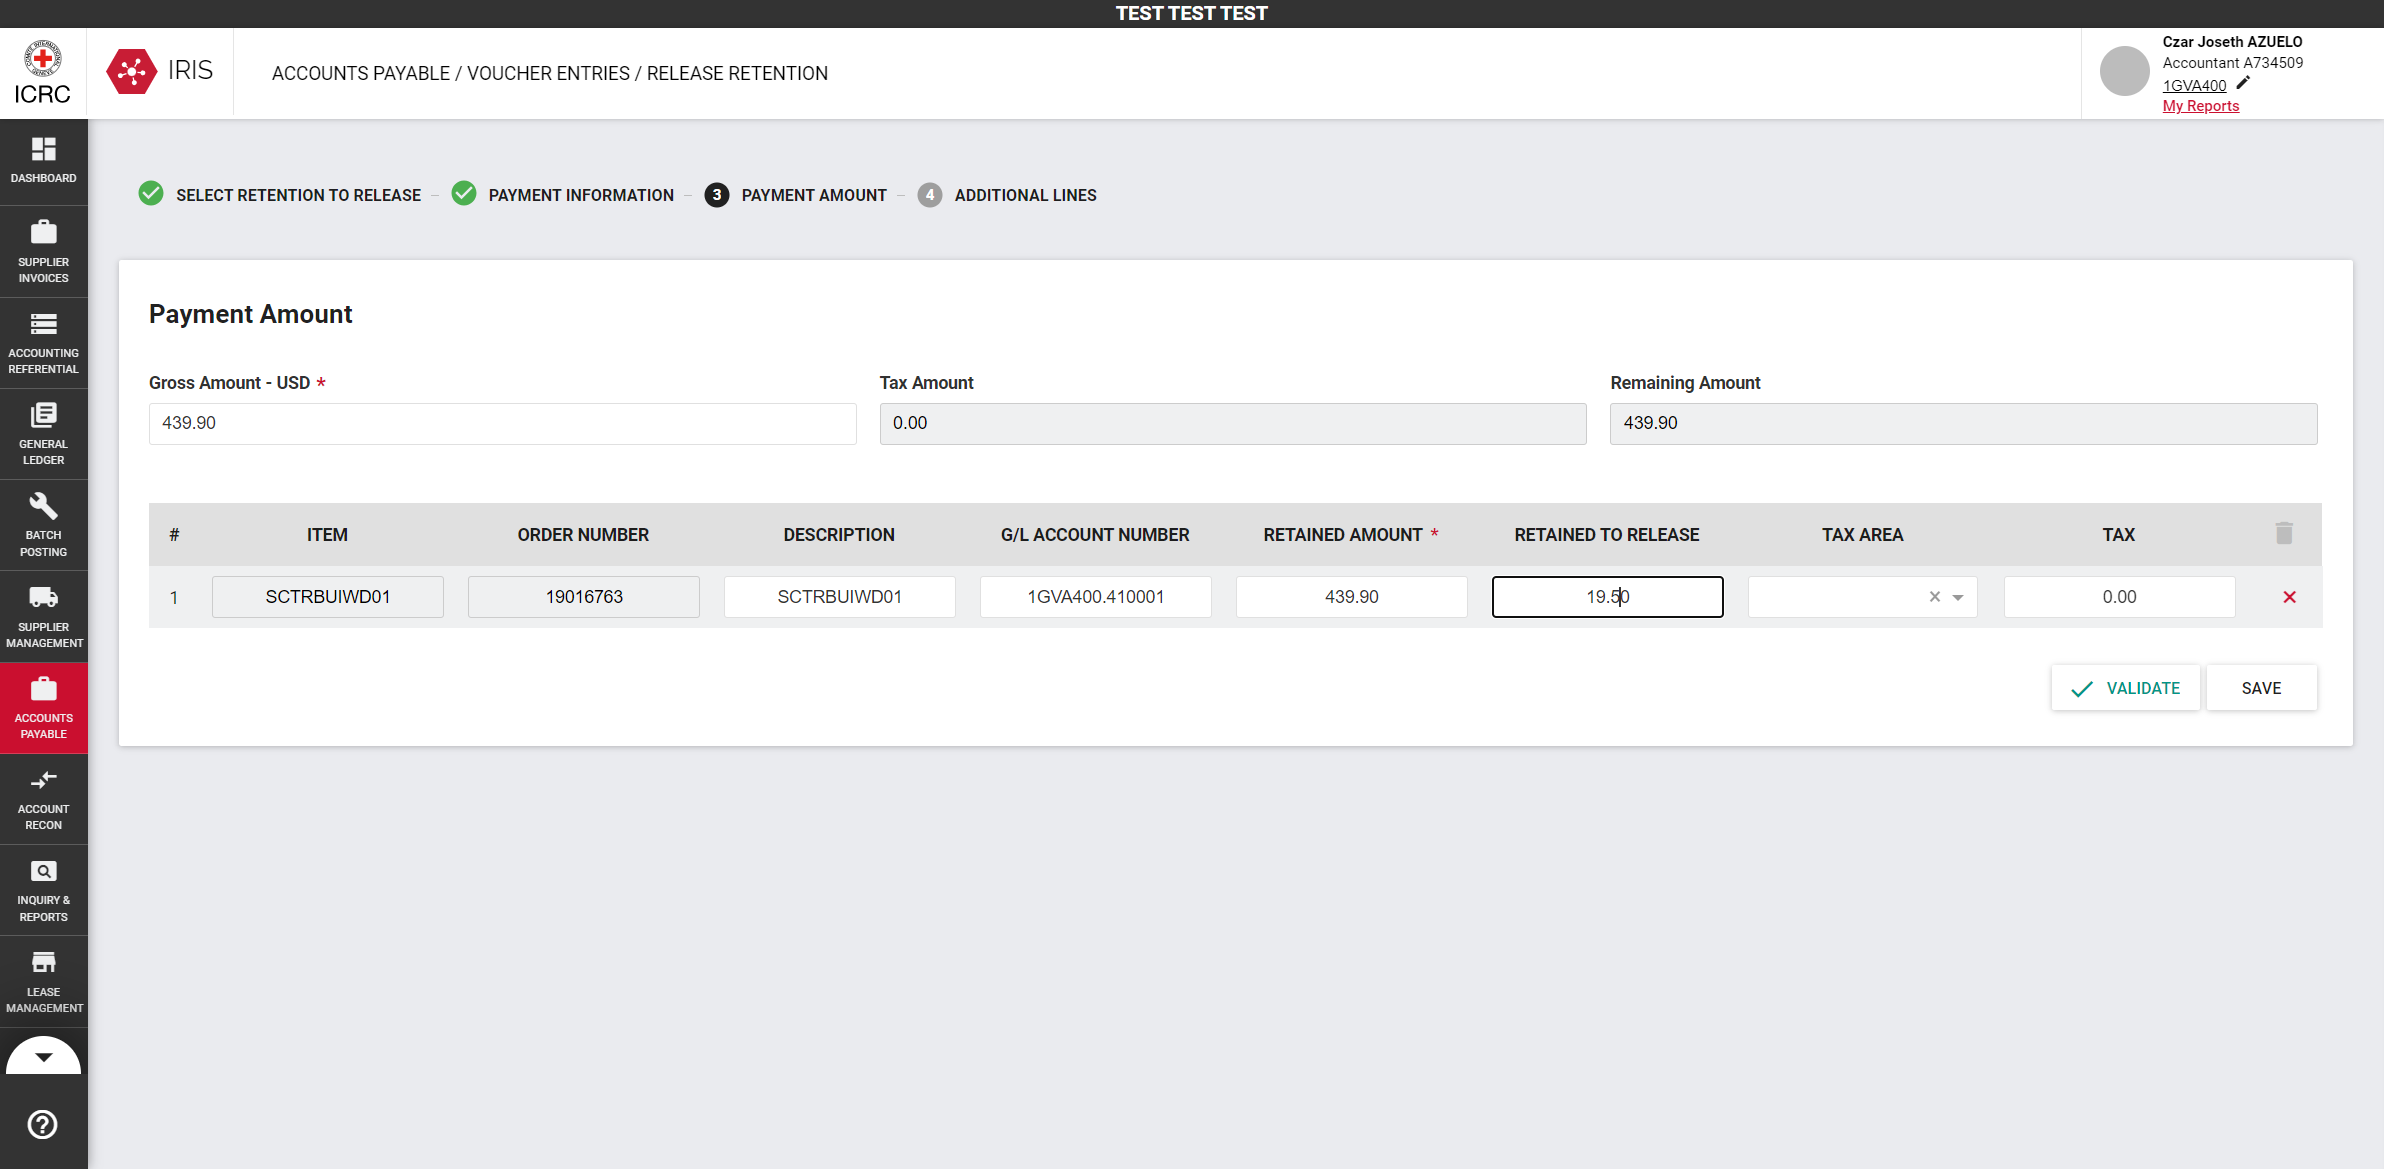 TEST TEST TEST
ICRC
IRIS
ACCOUNTS PAYABLE / VOUCHER ENTRIES / RELEASE RETENTION
Czar Joseth AZUELO
Accountant A734509
1GVA400
My Reports
DASHBOARD
SUPPLIER
INVOICES
ACCOUNTING
REFERENTIAL
GENERAL
LEDGER
BATCH
POSTING
SUPPLIER
MANAGEMENT
ACCOUNTS
PAYABLE
ACCOUNT
RECON
INQUIRY &
REPORTS
LEASE
MANAGEMENT
SELECT RETENTION TO RELEASE – PAYMENT INFORMATION – 3 PAYMENT AMOUNT – 4 ADDITIONAL LINES
Payment Amount
Gross Amount - USD * Tax Amount Remaining Amount
439.90 0.00 439.90
# ITEM ORDER NUMBER DESCRIPTION G/L ACCOUNT NUMBER RETAINED AMOUNT * RETAINED TO RELEASE TAX AREA TAX
1 SCTRBUIWD01 19016763 SCTRBUIWD01 1GVA400.410001 439.90 19.50 0.00
VALIDATE SAVE